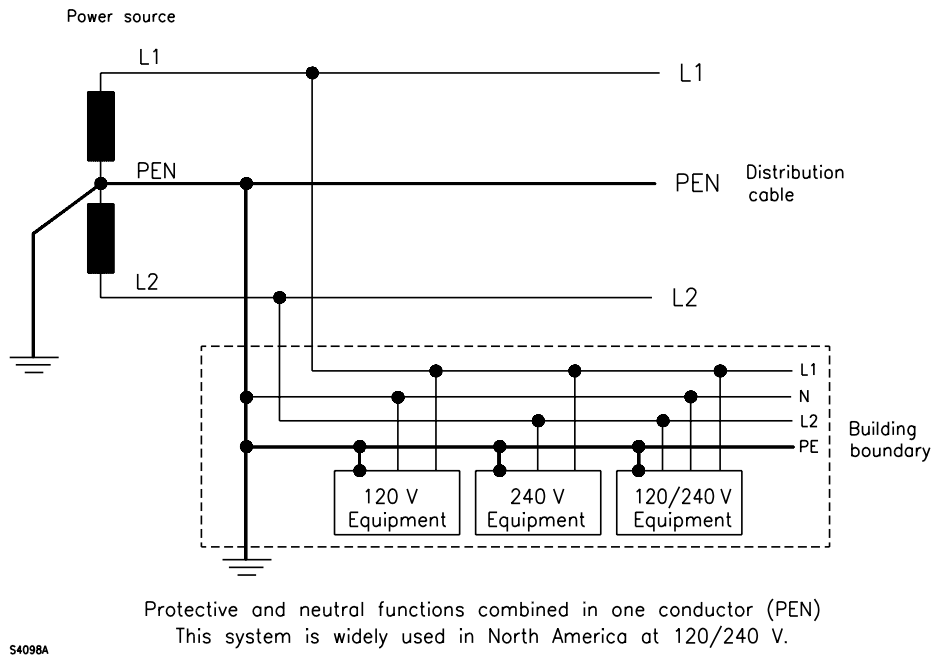 Power source
L1
L1
PEN
PEN
Distribution
cable
L2
L2
L1
N
L2
PE
Building
boundary
120 V
Equipment
240 V
Equipment
120/240 V
Equipment
Protective and neutral functions combined in one conductor (PEN)
This system is widely used in North America at 120/240 V.
S4098A